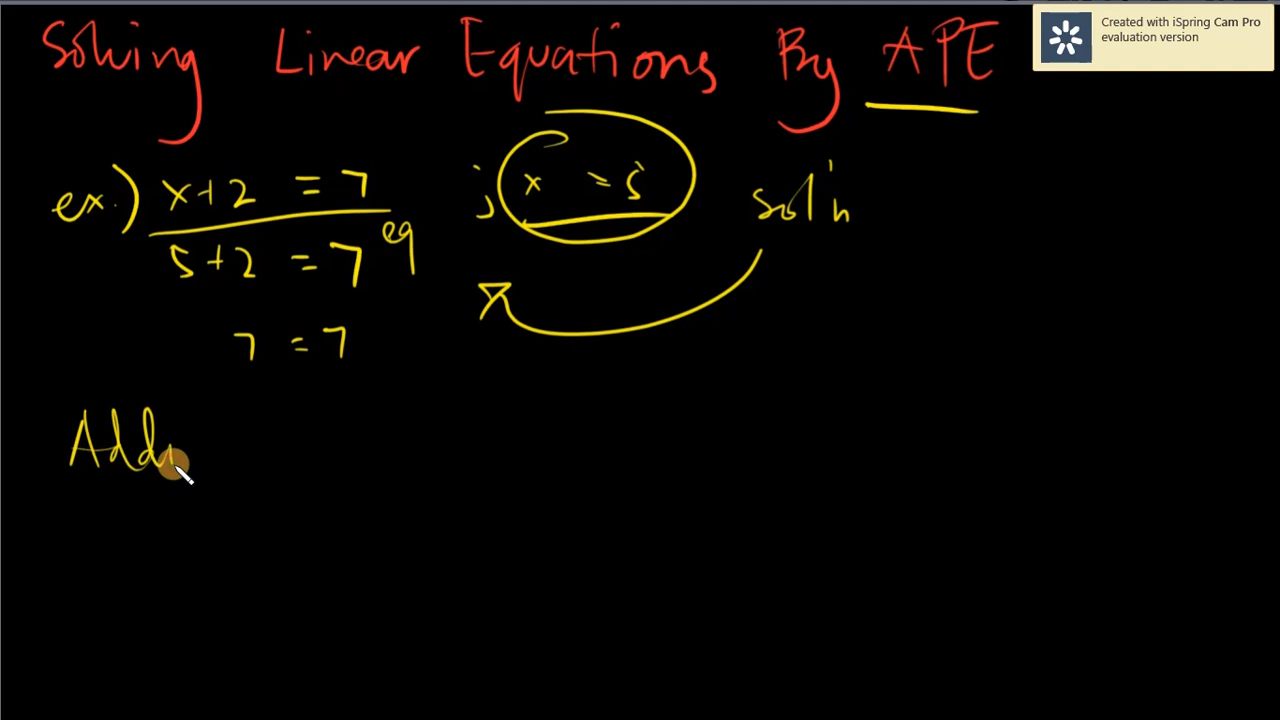 Solving Linear Equations By APE
Created with iSpring Cam Pro
evaluation version
ex.) x+2 = 7 ; x = 5 sol'n
5+2 = 7 eq
7 = 7
Addi